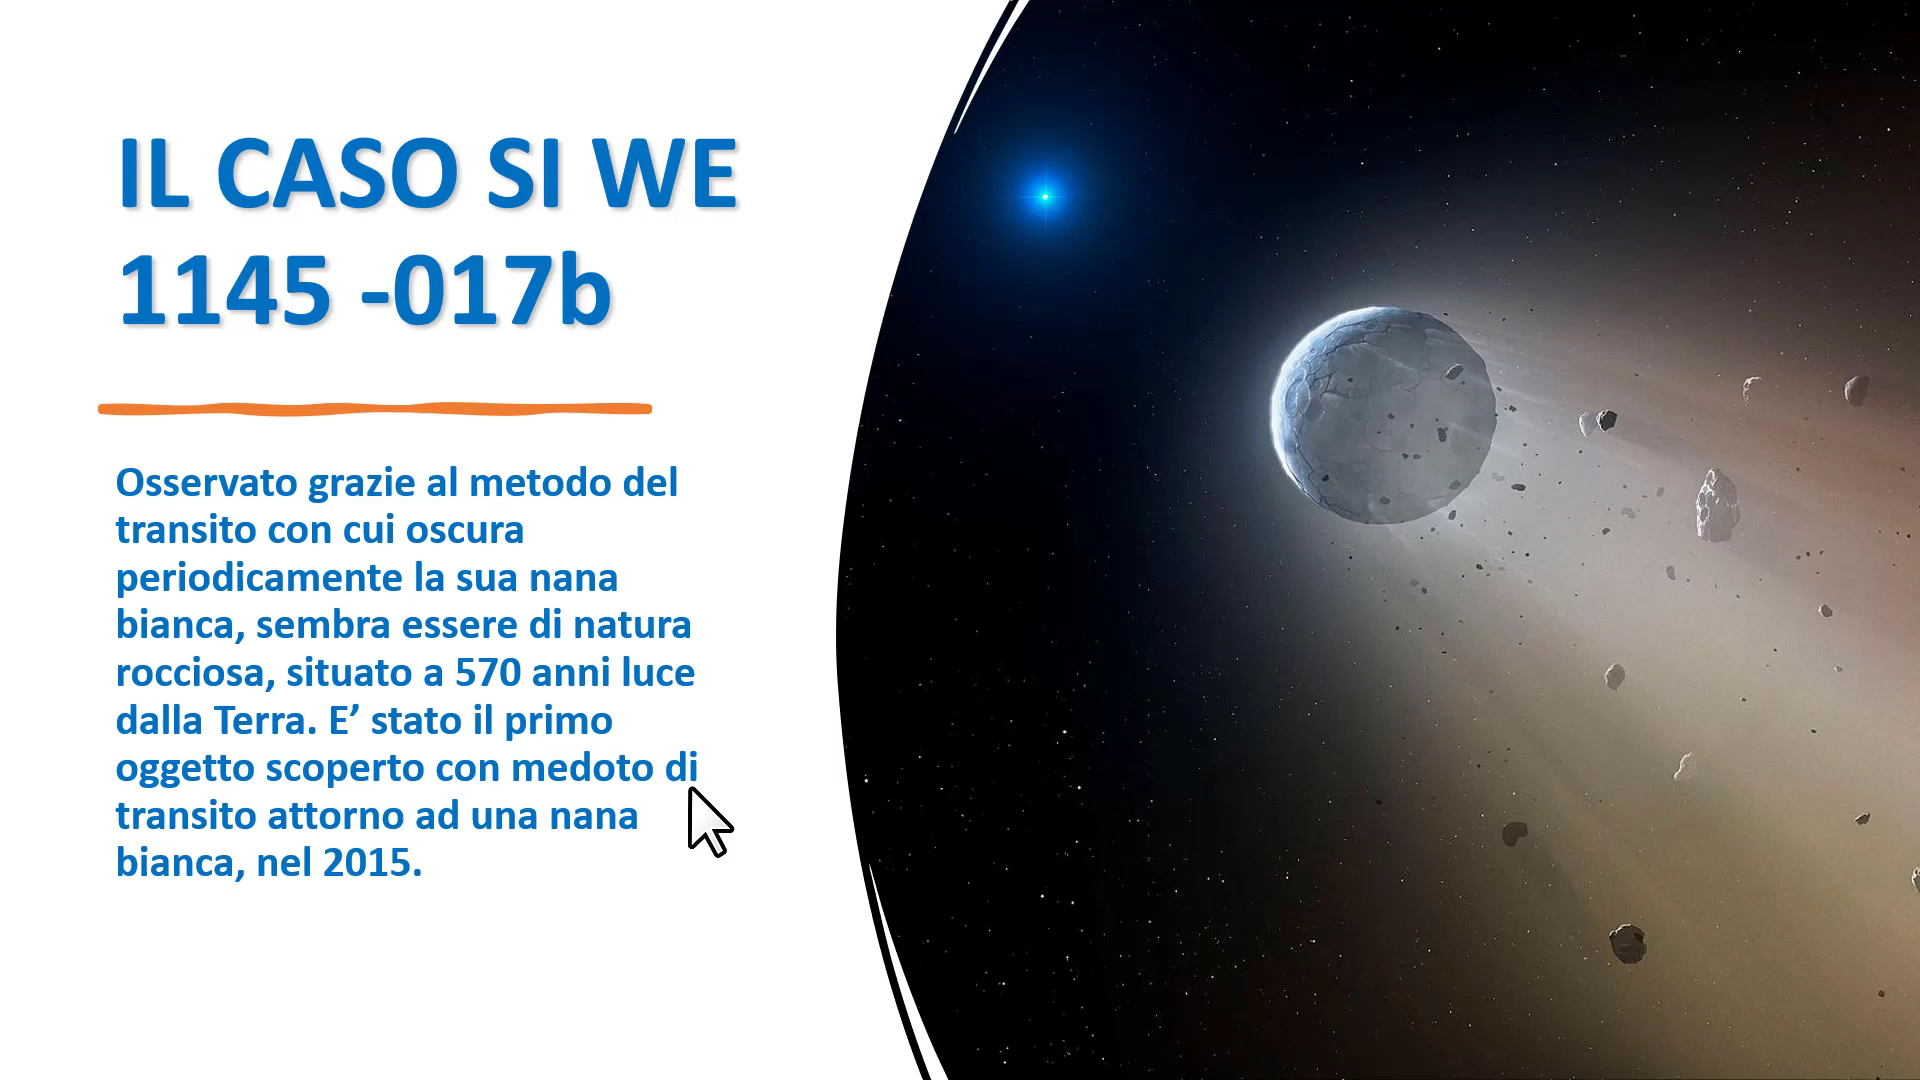 IL CASO SI WE
1145 -017b
Osservato grazie al metodo del
transito con cui oscura
periodicamente la sua nana
bianca, sembra essere di natura
rocciosa, situato a 570 anni luce
dalla Terra. E’ stato il primo
oggetto scoperto con medoto di
transito attorno ad una nana
bianca, nel 2015.